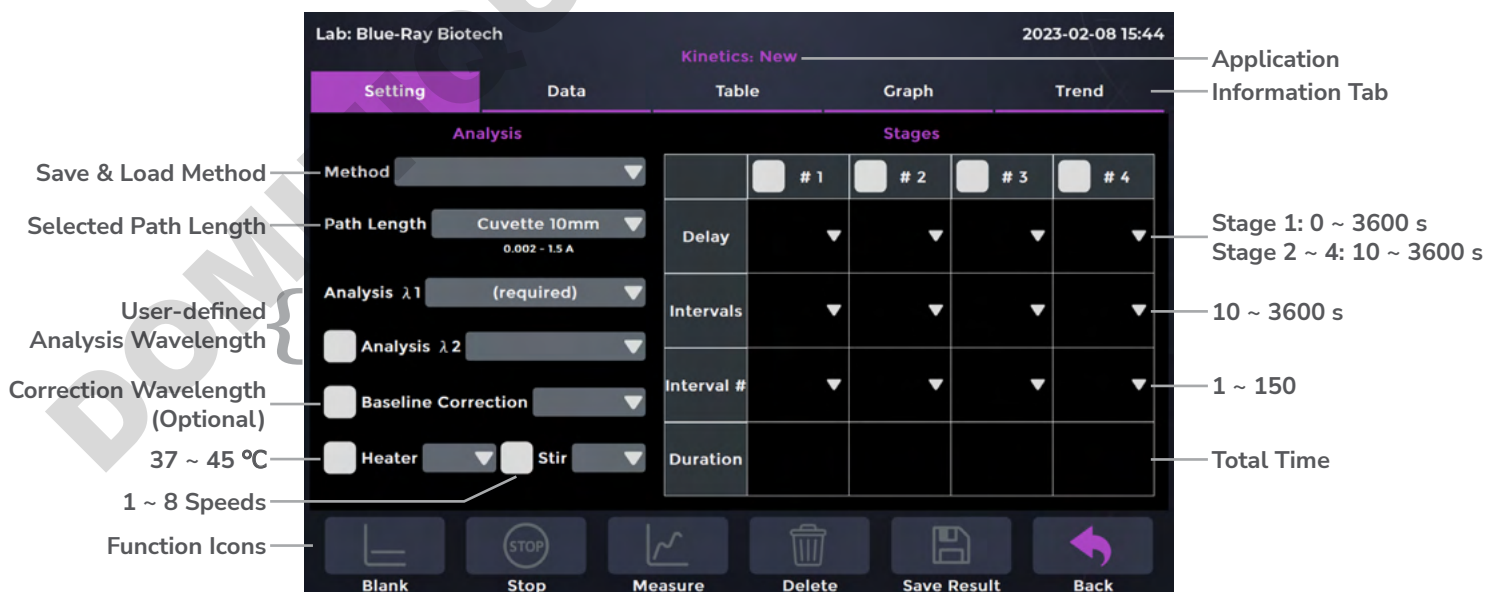 Lab: Blue-Ray Biotech
2023-02-08 15:44
Kinetics: New
Application
Setting
Data
Table
Graph
Trend
Information Tab
Analysis
Stages
Save & Load Method
Method
# 1
# 2
# 3
# 4
Selected Path Length
Path Length
Cuvette 10mm
0.002 - 1.5 A
Delay
Stage 1: 0 ~ 3600 s
Stage 2 ~ 4: 10 ~ 3600 s
User-defined
Analysis Wavelength
Analysis λ1
(required)
Analysis λ2
Intervals
10 ~ 3600 s
Correction Wavelength
(Optional)
Baseline Correction
Interval #
1 ~ 150
37 ~ 45 °C
Heater
Stir
Duration
Total Time
1 ~ 8 Speeds
Function Icons
STOP
Blank
Stop
Measure
Delete
Save Result
Back